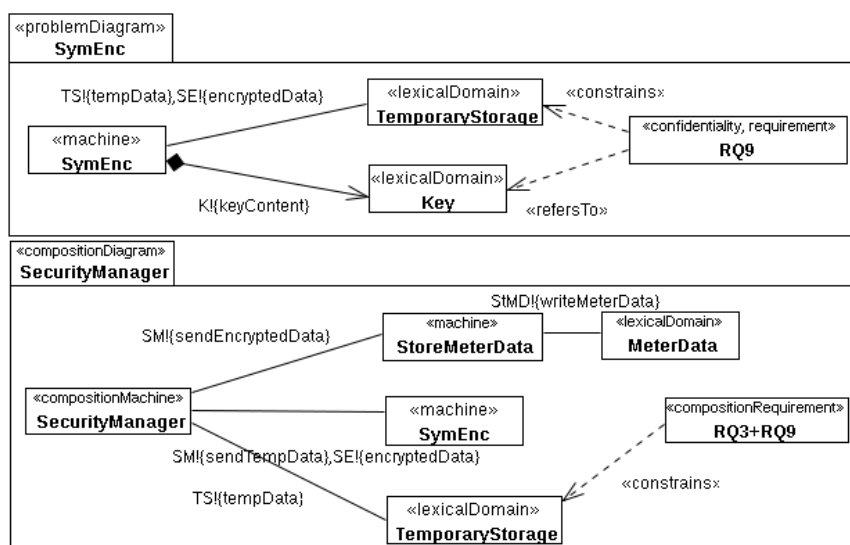 «problemDiagram»
SymEnc
TS!{tempData},SE!{encryptedData}
«lexicalDomain»
TemporaryStorage
«constrains»
«machine»
SymEnc
«confidentiality, requirement»
RQ9
«lexicalDomain»
Key
K!{keyContent}
«refersTo»
«compositionDiagram»
SecurityManager
StMD!{writeMeterData}
SM!{sendEncryptedData}
«machine»
StoreMeterData
«lexicalDomain»
MeterData
«compositionMachine»
SecurityManager
«machine»
SymEnc
«compositionRequirement»
RQ3+RQ9
SM!{sendTempData},SE!{encryptedData}
«constrains»
TS!{tempData}
«lexicalDomain»
TemporaryStorage